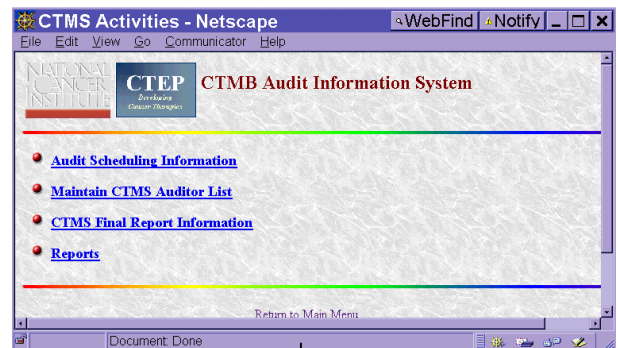 CTMS Activities - Netscape
WebFind Notify
File Edit View Go Communicator Help
NATIONAL CANCER INSTITUTE
CTEP
Developing
Cancer Therapies
CTMB Audit Information System
Audit Scheduling Information
Maintain CTMS Auditor List
CTMS Final Report Information
Reports
Return to Main Menu
Document: Done